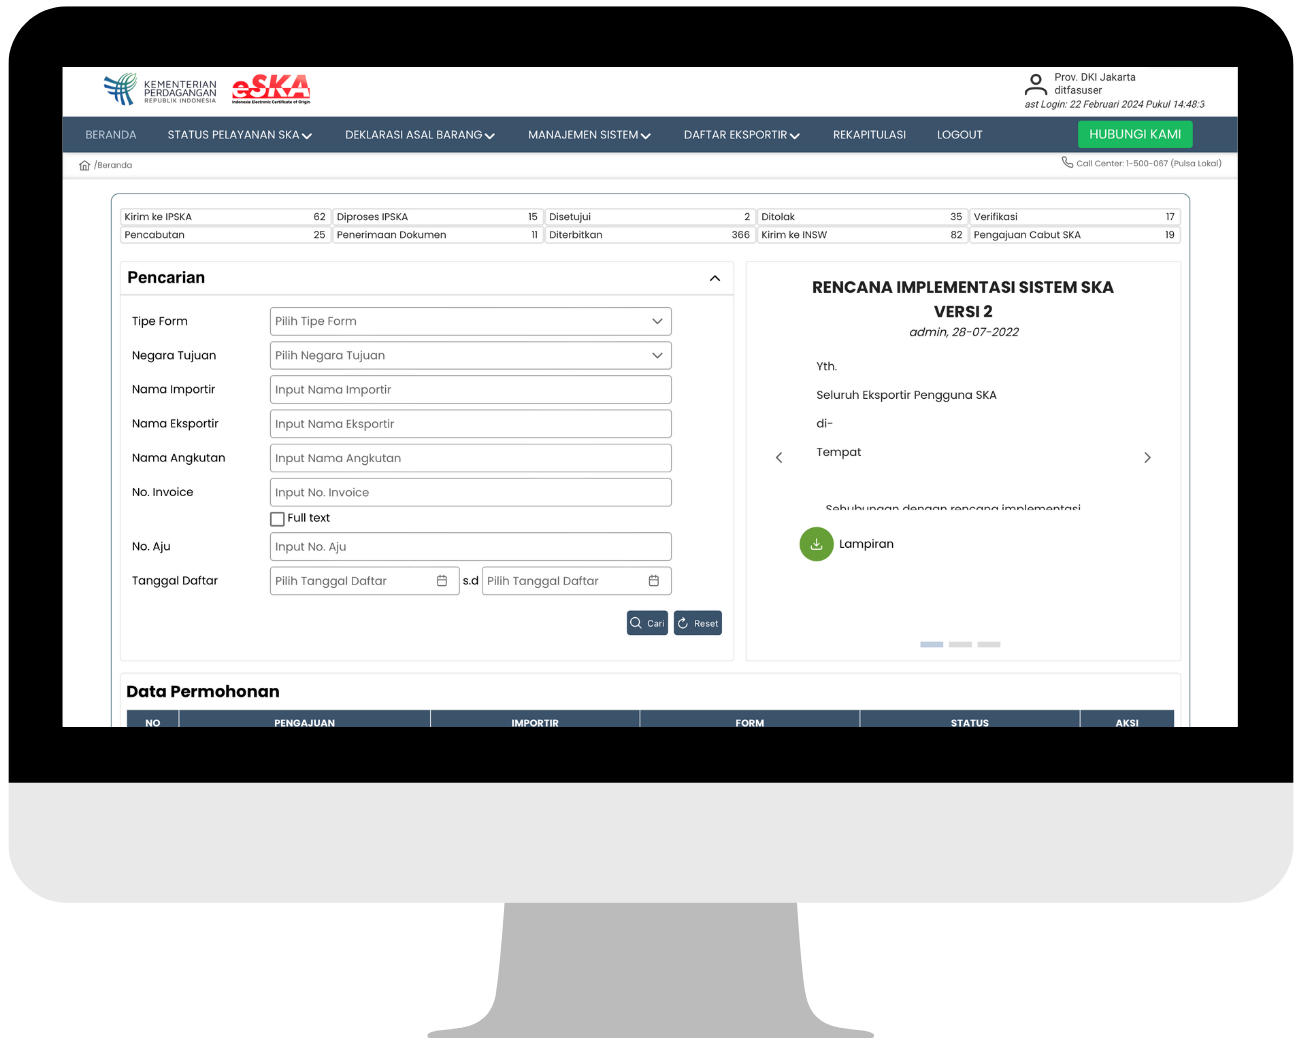 KEMENTERIAN
PERDAGANGAN
REPUBLIK INDONESIA
eSKA
Indonesia Electronic Certificate of Origin
Prov. DKI Jakarta
ditfasuser
ast Login: 22 Februari 2024 Pukul 14:48:3
BERANDA STATUS PELAYANAN SKA DEKLARASI ASAL BARANG MANAJEMEN SISTEM DAFTAR EKSPORTIR REKAPITULASI LOGOUT HUBUNGI KAMI
/Beranda
Call Center: 1-500-067 (Pulsa Lokal)
Kirim ke IPSKA 62 Diproses IPSKA 15 Disetujui 2 Ditolak 35 Verifikasi 17
Pencabutan 25 Penerimaan Dokumen 11 Diterbitkan 366 Kirim ke INSW 82 Pengajuan Cabut SKA 19
Pencarian
Tipe Form Pilih Tipe Form
Negara Tujuan Pilih Negara Tujuan
Nama Importir Input Nama Importir
Nama Eksportir Input Nama Eksportir
Nama Angkutan Input Nama Angkutan
No. Invoice Input No. Invoice
Full text
No. Aju Input No. Aju
Tanggal Daftar Pilih Tanggal Daftar s.d Pilih Tanggal Daftar
Cari Reset
RENCANA IMPLEMENTASI SISTEM SKA
VERSI 2
admin, 28-07-2022
Yth.
Seluruh Eksportir Pengguna SKA
di-
Tempat
Sehubungan dengan rencana implementasi
Lampiran
Data Permohonan
NO PENGAJUAN IMPORTIR FORM STATUS AKSI